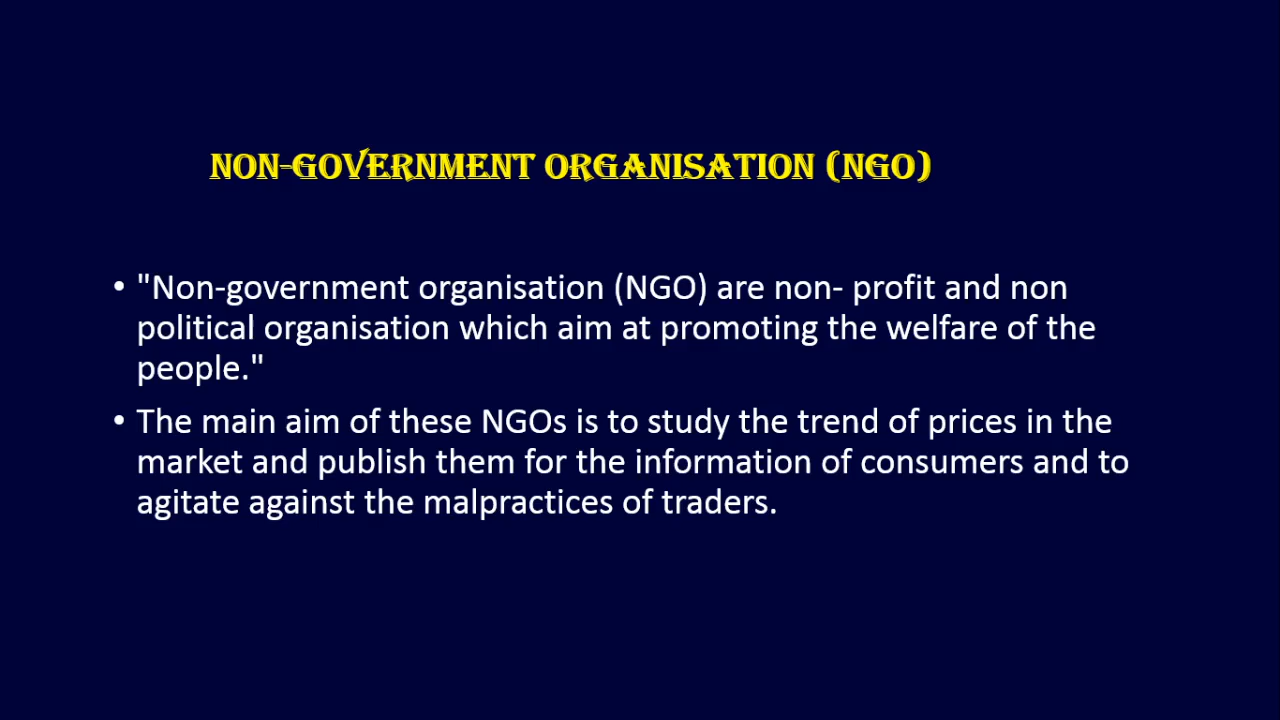 NON-GOVERNMENT ORGANISATION (NGO)
• "Non-government organisation (NGO) are non- profit and non
political organisation which aim at promoting the welfare of the
people."
• The main aim of these NGOs is to study the trend of prices in the
market and publish them for the information of consumers and to
agitate against the malpractices of traders.